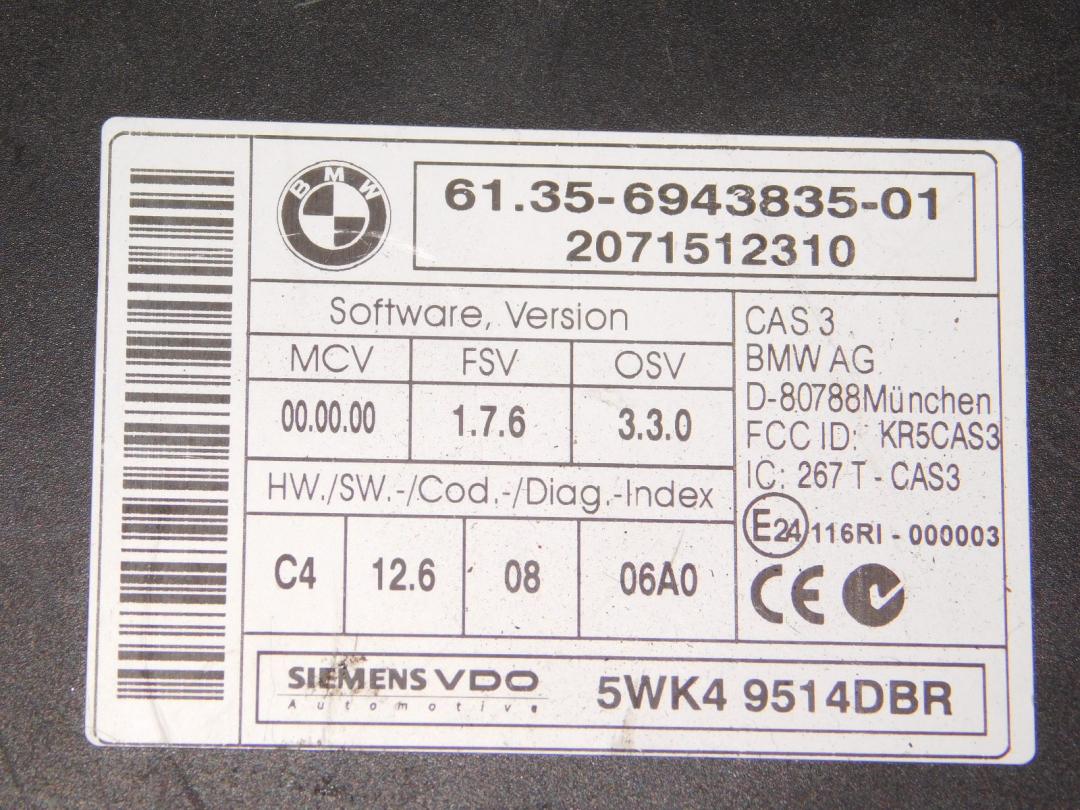 BMW
61.35-6943835-01
2071512310
Software, Version
MCV FSV OSV
00.00.00 1.7.6 3.3.0
HW./SW.-/Cod.-/Diag.-Index
C4 12.6 08 06A0
CAS 3
BMW AG
D-80788München
FCC ID: KR5CAS3
IC: 267 T - CAS3
E24 116RI - 000003
CE
SIEMENS VDO
Automotive
5WK4 9514DBR